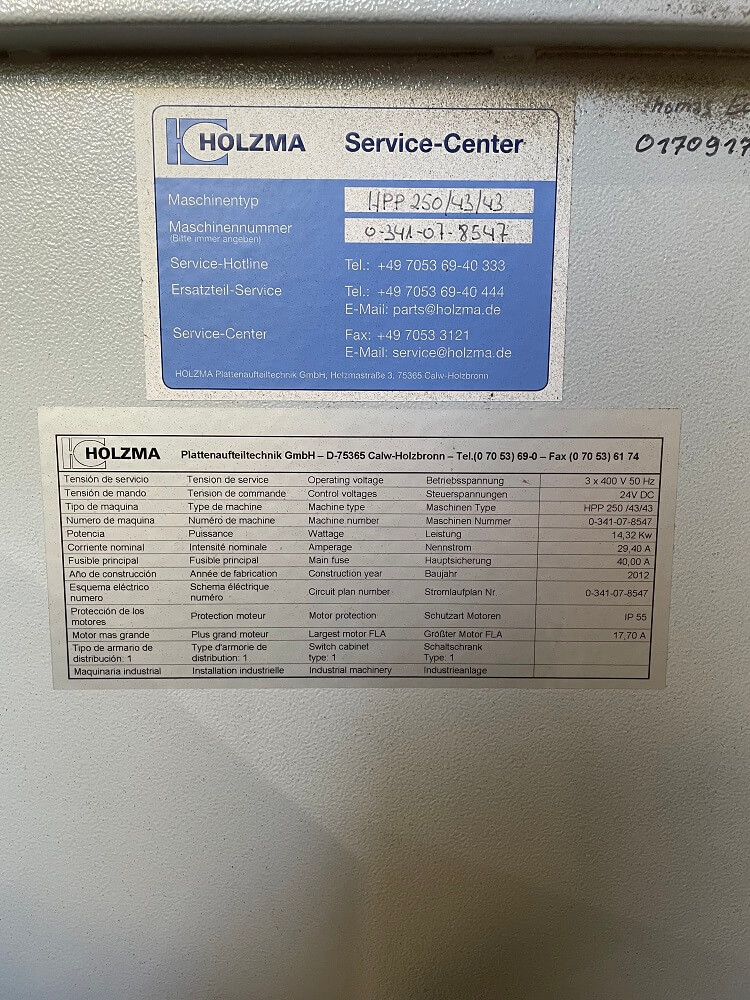 Thomas
0170917
HOLZMA Service-Center
Maschinentyp HPP 250/43/43
Maschinennummer 0-341-07-8547
(Bitte immer angeben)
Service-Hotline Tel.: +49 7053 69-40 333
Ersatzteil-Service Tel.: +49 7053 69-40 444
E-Mail: parts@holzma.de
Service-Center Fax: +49 7053 3121
E-Mail: service@holzma.de
HOLZMA Plattenaufteiltechnik GmbH, Holzmastraße 3, 75365 Calw-Holzbronn
HOLZMA Plattenaufteiltechnik GmbH – D-75365 Calw-Holzbronn – Tel.(0 70 53) 69-0 – Fax (0 70 53) 61 74
Tensión de servicio Tension de service Operating voltage Betriebsspannung 3 x 400 V 50 Hz
Tensión de mando Tension de commande Control voltages Steuerspannungen 24V DC
Tipo de maquina Type de machine Machine type Maschinen Type HPP 250 /43/43
Numero de maquina Numéro de machine Machine number Maschinen Nummer 0-341-07-8547
Potencia Puissance Wattage Leistung 14,32 Kw
Corriente nominal Intensité nominale Amperage Nennstrom 29,40 A
Fusible principal Fusible principal Main fuse Hauptsicherung 40,00 A
Año de construcción Année de fabrication Construction year Baujahr 2012
Esquema eléctrico numero Schema éléctrique numéro Circuit plan number Stromlaufplan Nr. 0-341-07-8547
Protección de los motores Protection moteur Motor protection Schutzart Motoren IP 55
Motor mas grande Plus grand moteur Largest motor FLA Größter Motor FLA 17,70 A
Tipo de armario de distribución: 1 Type d'armorie de distribution: 1 Switch cabinet type: 1 Schaltschrank Type: 1
Maquinaria industrial Installation industrielle Industrial machinery Industrieanlage